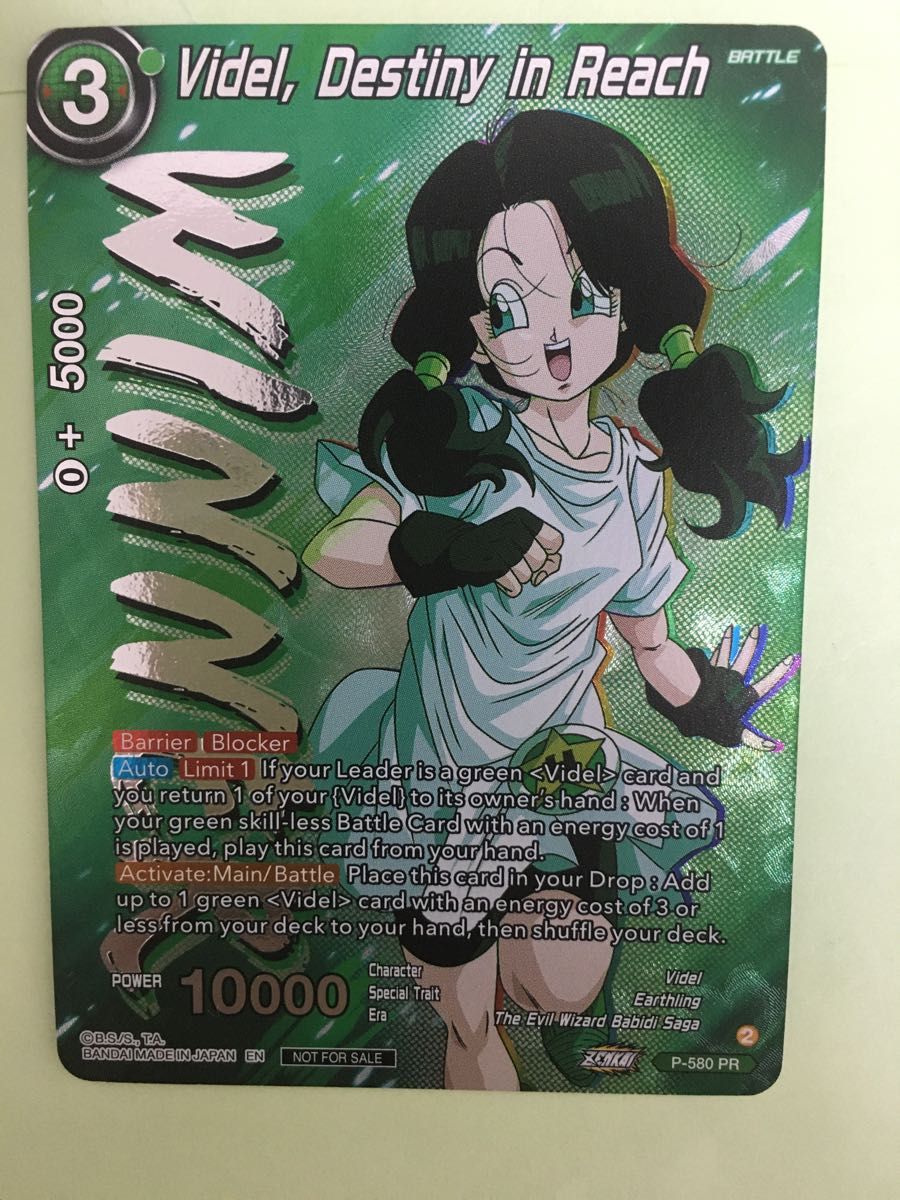 3
Videl, Destiny in Reach
BATTLE
0 + 5000
WINNER
Barrier Blocker
Auto Limit 1 If your Leader is a green <Videl> card and
you return 1 of your {Videl} to its owner's hand : When
your green skill-less Battle Card with an energy cost of 1
is played, play this card from your hand.
Activate:Main/Battle Place this card in your Drop : Add
up to 1 green <Videl> card with an energy cost of 3 or
less from your deck to your hand, then shuffle your deck.
POWER 10000
Character Videl
Special Trait Earthling
Era The Evil Wizard Babidi Saga
©B.S/S., T.A.
BANDAI MADE IN JAPAN EN NOT FOR SALE
ZENKAI
P-580 PR
2